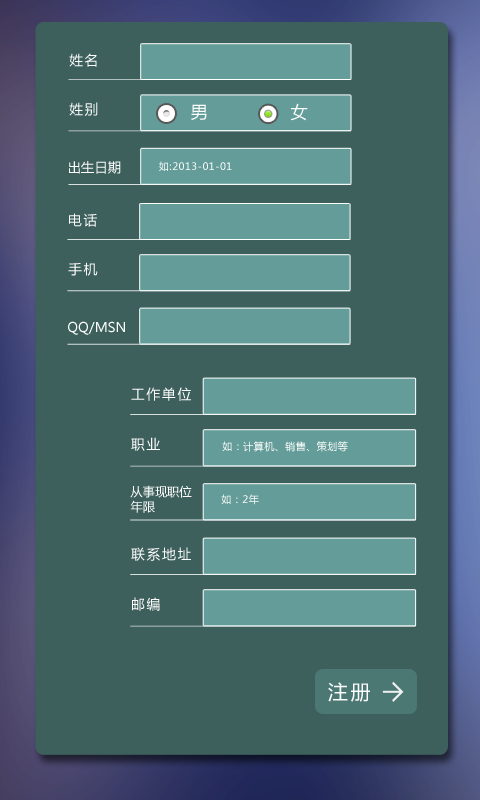 姓名
姓别
男
女
出生日期
如:2013-01-01
电话
手机
QQ/MSN
工作单位
职业
如：计算机、销售、策划等
从事现职位
年限
如：2年
联系地址
邮编
注册